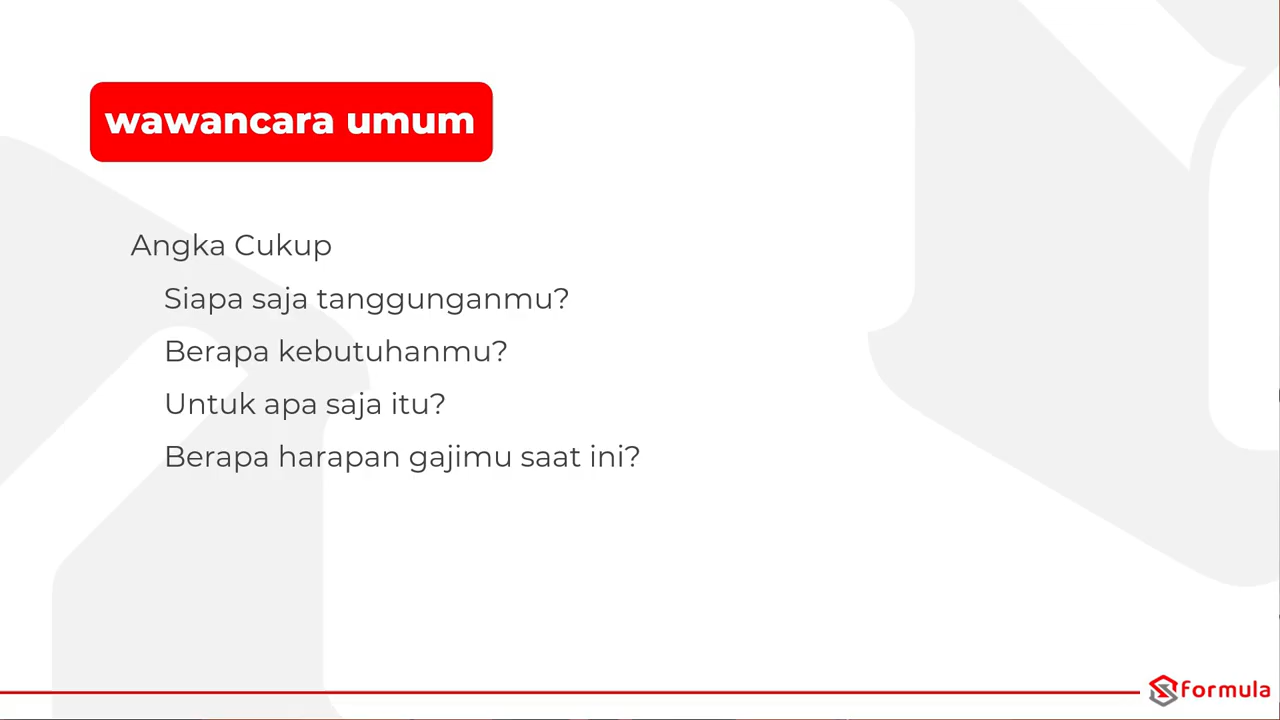 wawancara umum
Angka Cukup
Siapa saja tanggunganmu?
Berapa kebutuhanmu?
Untuk apa saja itu?
Berapa harapan gajimu saat ini?
formula